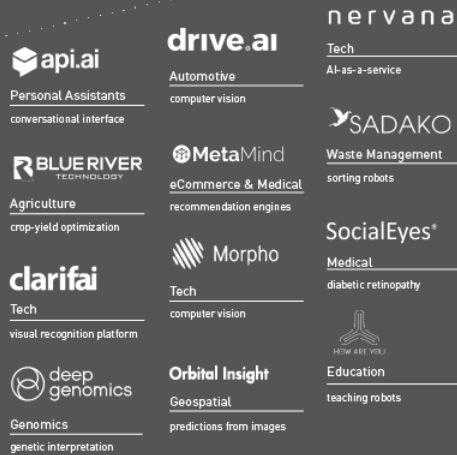 api.ai
Personal Assistants
conversational interface
BLUE RIVER
TECHNOLOGY
Agriculture
crop-yield optimization
clarifai
Tech
visual recognition platform
deep
genomics
Genomics
genetic interpretation
drive.ai
Automotive
computer vision
MetaMind
eCommerce & Medical
recommendation engines
Morpho
Tech
computer vision
Orbital Insight
Geospatial
predictions from images
nervana
Tech
AI-as-a-service
SADAKO
Waste Management
sorting robots
SocialEyes®
Medical
diabetic retinopathy
HOW ARE YOU
Education
teaching robots